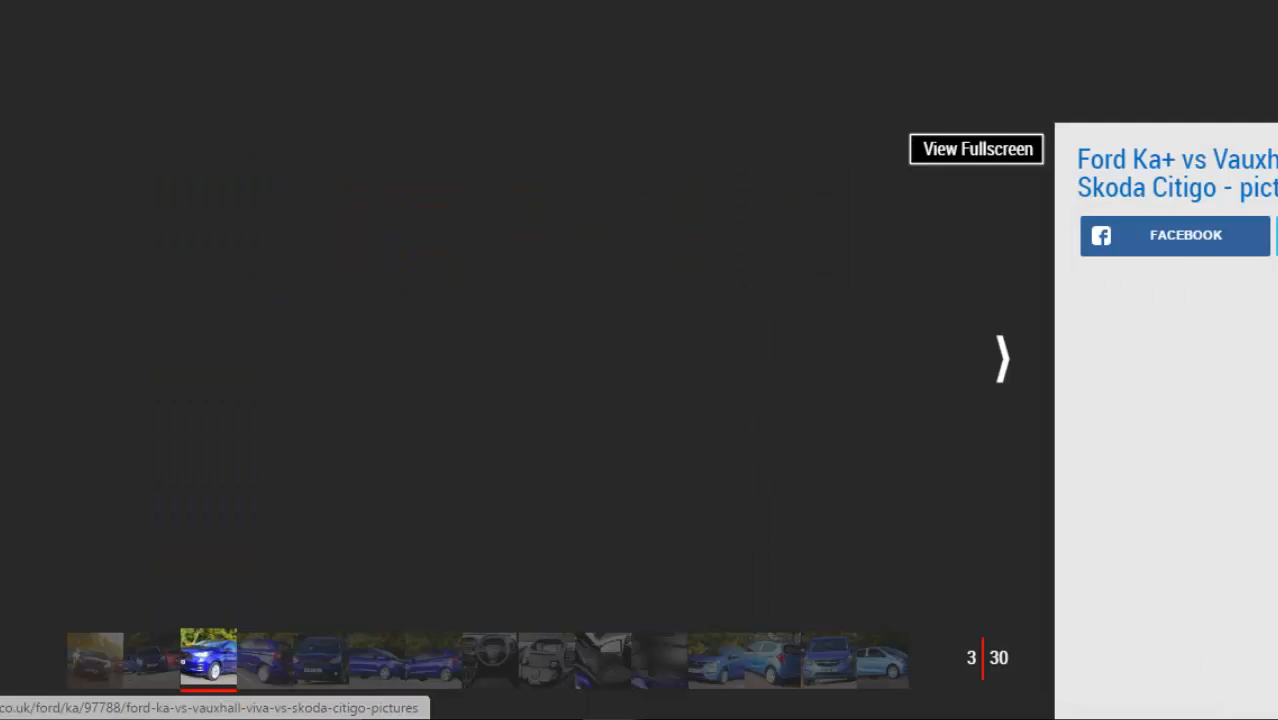 View Fullscreen
Ford Ka+ vs Vauxh
Skoda Citigo - pict
FACEBOOK
3 30
co.uk/ford/ka/97788/ford-ka-vs-vauxhall-viva-vs-skoda-citigo-pictures